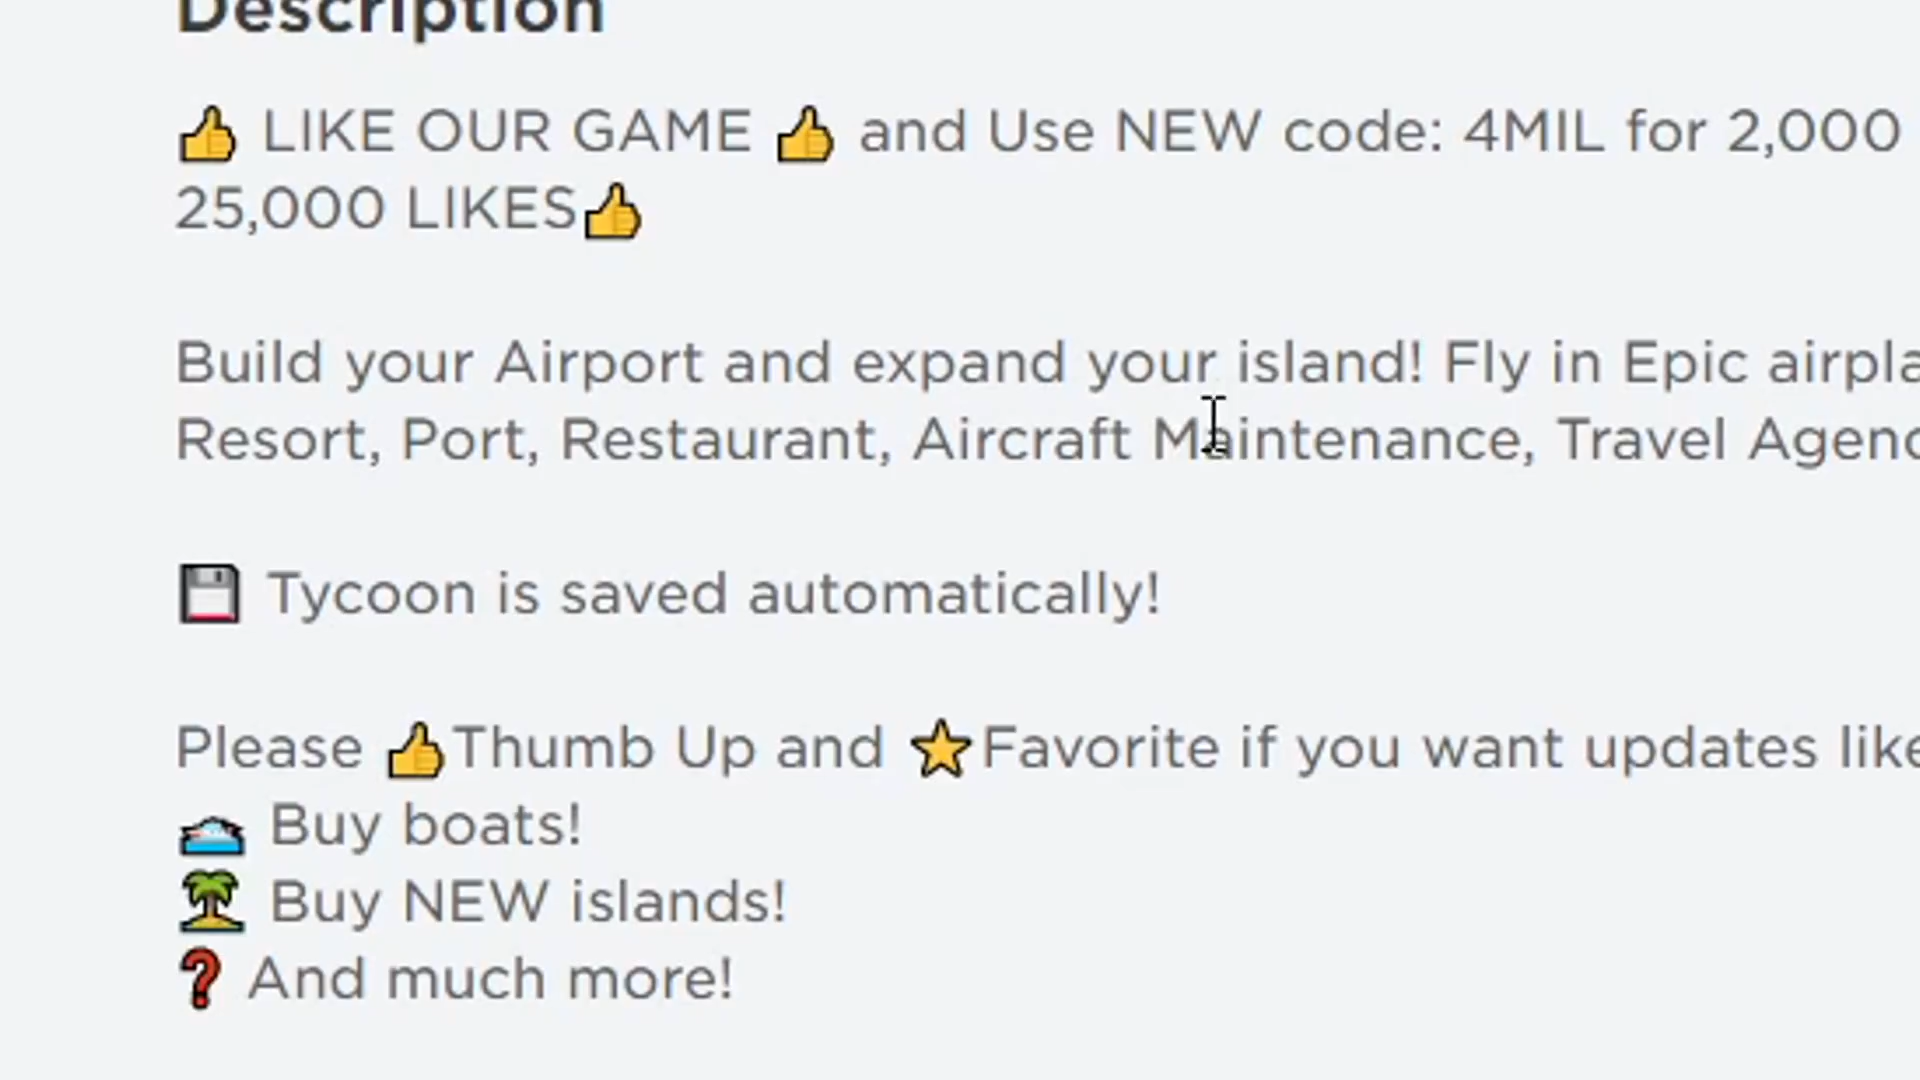 Description
👍 LIKE OUR GAME 👍 and Use NEW code: 4MIL for 2,000
25,000 LIKES👍
Build your Airport and expand your island! Fly in Epic
Resort, Port, Restaurant, Aircraft Maintenance, Travel
💾 Tycoon is saved automatically!
Please 👍Thumb Up and ⭐Favorite if you want updates like
🛥️ Buy boats!
🏝️ Buy NEW islands!
❓ And much more!